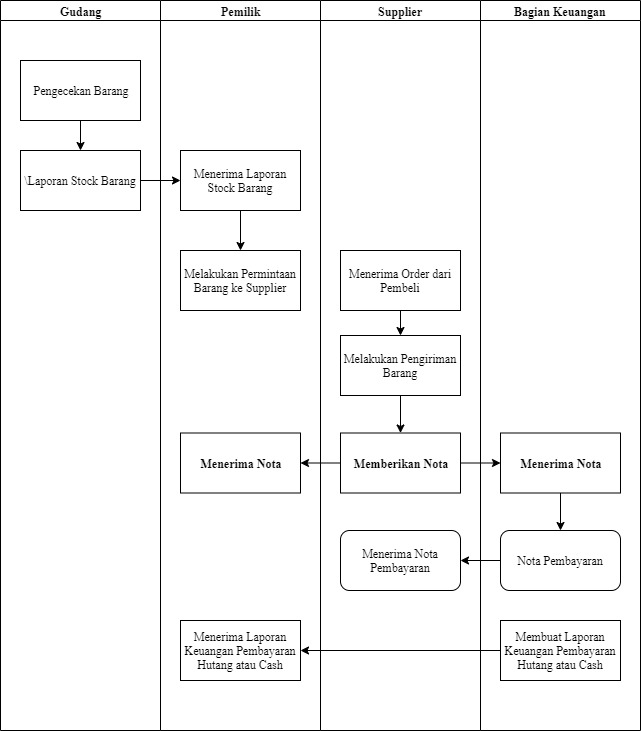 Gudang
Pemilik
Supplier
Bagian Keuangan
Pengecekan Barang
\Laporan Stock Barang
Menerima Laporan
Stock Barang
Melakukan Permintaan
Barang ke Supplier
Menerima Order dari
Pembeli
Melakukan Pengiriman
Barang
Menerima Nota
Memberikan Nota
Menerima Nota
Menerima Nota
Pembayaran
Nota Pembayaran
Menerima Laporan
Keuangan Pembayaran
Hutang atau Cash
Membuat Laporan
Keuangan Pembayaran
Hutang atau Cash